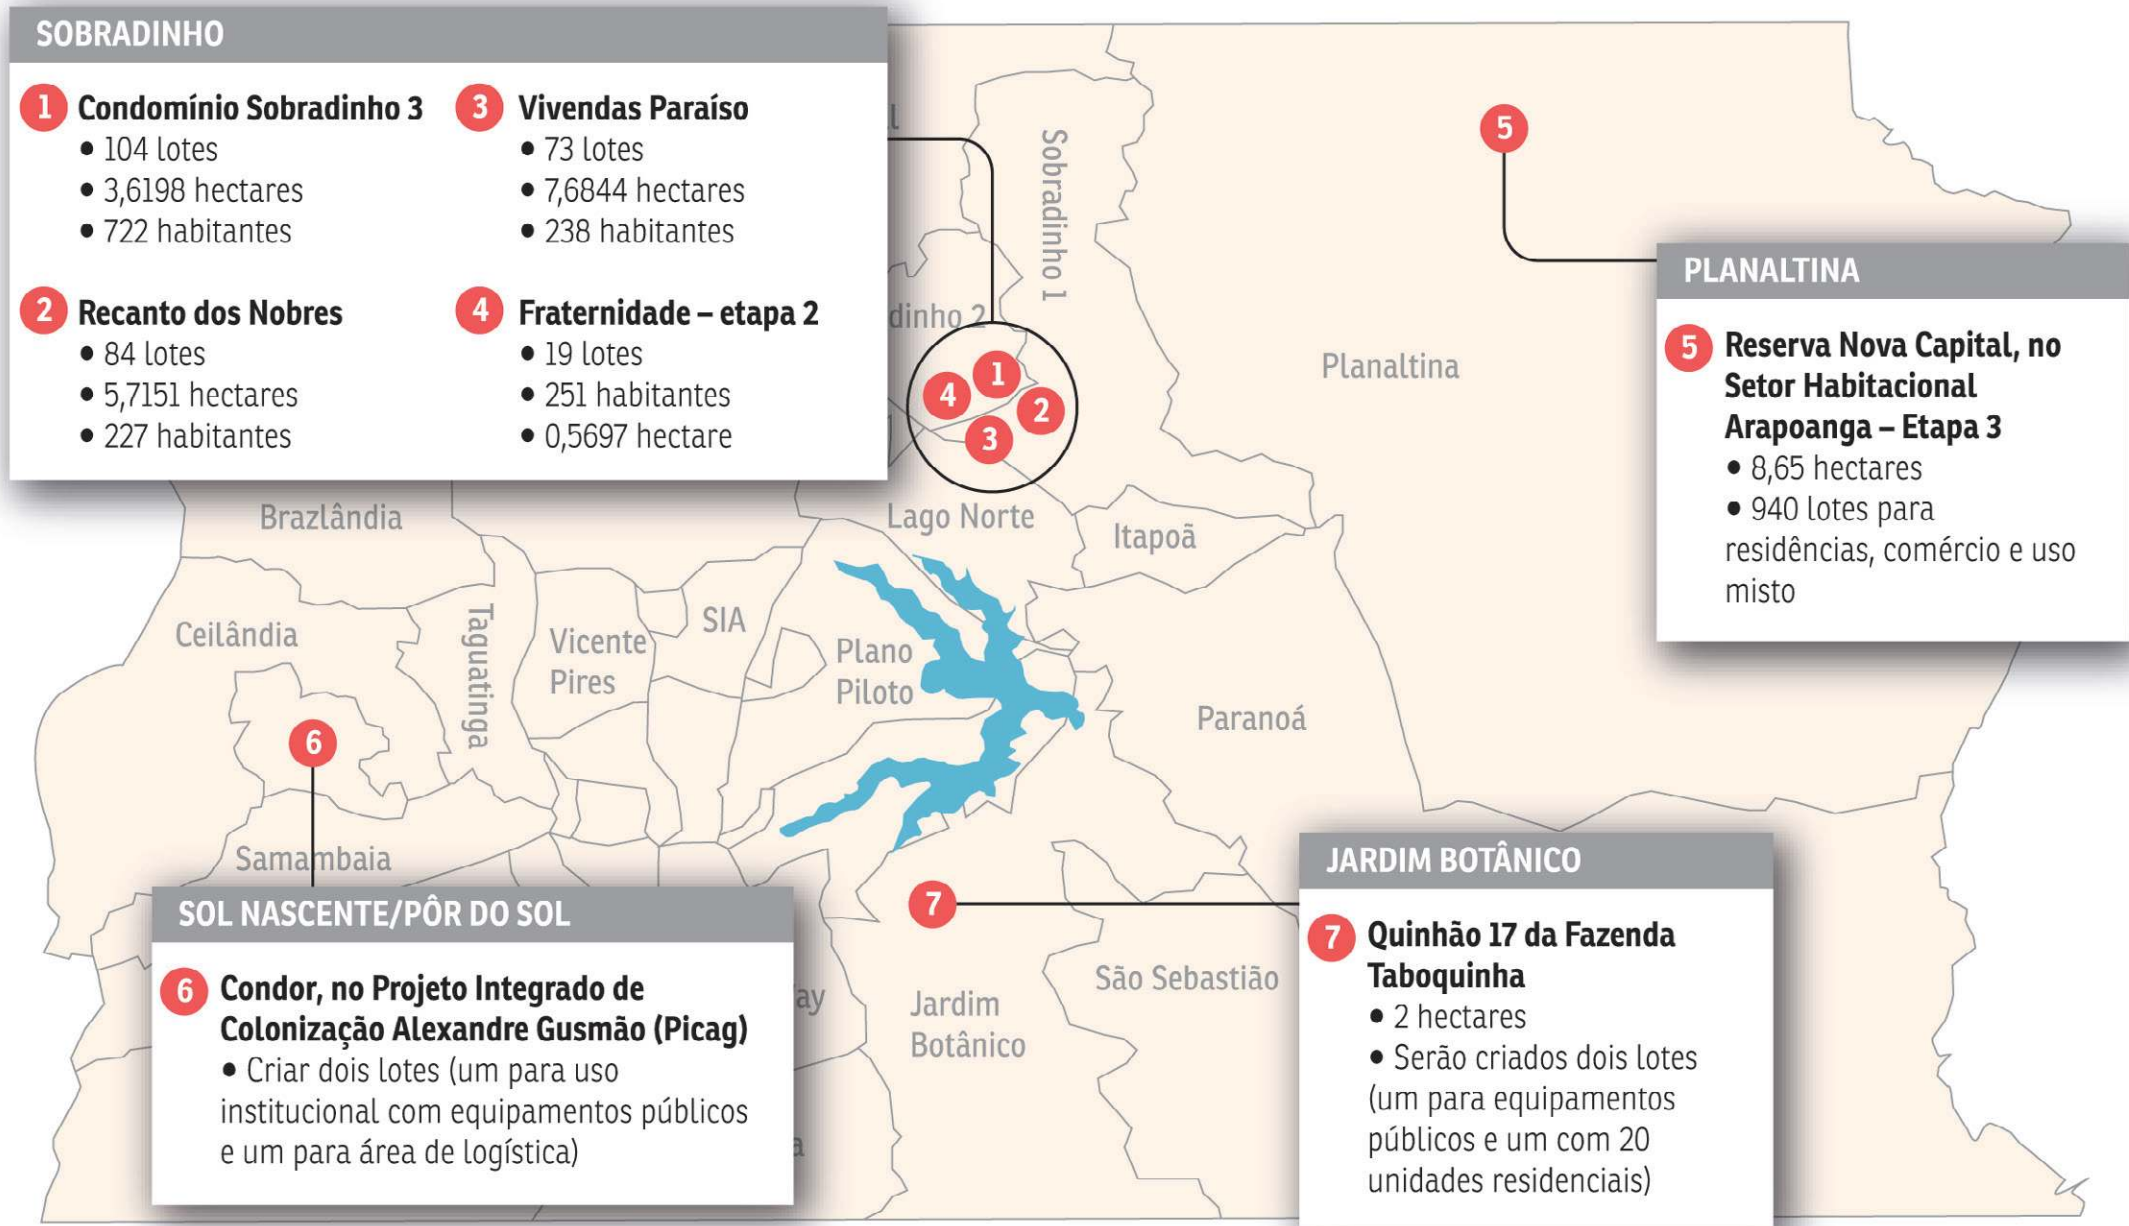 SOBRADINHO
1 Condomínio Sobradinho 3
• 104 lotes
• 3,6198 hectares
• 722 habitantes
2 Recanto dos Nobres
• 84 lotes
• 5,7151 hectares
• 227 habitantes
3 Vivendas Paraíso
• 73 lotes
• 7,6844 hectares
• 238 habitantes
4 Fraternidade – etapa 2
• 19 lotes
• 251 habitantes
• 0,5697 hectare
Sobradinho 1
dinho 2
1
4
2
3
5
Planaltina
PLANALTINA
5 Reserva Nova Capital, no
Setor Habitacional
Arapoanga – Etapa 3
• 8,65 hectares
• 940 lotes para
residências, comércio e uso
misto
Brazlândia
Lago Norte
Itapoã
Ceilândia
Taguatinga
Vicente
Pires
SIA
Plano
Piloto
Paranoá
6
Samambaia
7
SOL NASCENTE/PÔR DO SOL
6 Condor, no Projeto Integrado de
Colonização Alexandre Gusmão (Picag)
• Criar dois lotes (um para uso
institucional com equipamentos públicos
e um para área de logística)
ay
a
Jardim
Botânico
São Sebastião
JARDIM BOTÂNICO
7 Quinhão 17 da Fazenda
Taboquinha
• 2 hectares
• Serão criados dois lotes
(um para equipamentos
públicos e um com 20
unidades residenciais)